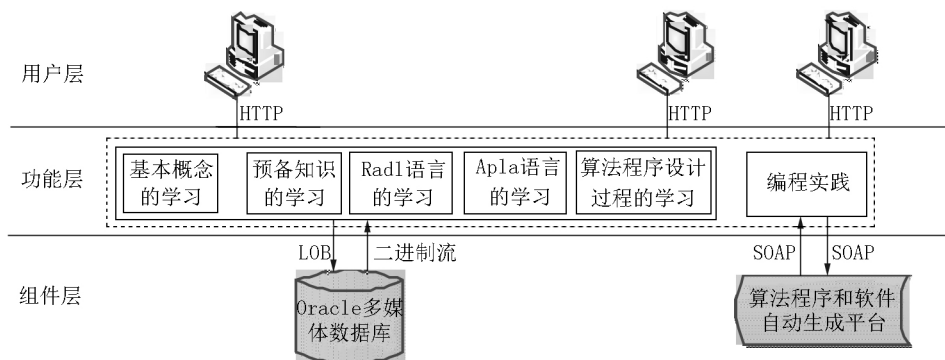 用户层
HTTP
HTTP
HTTP
功能层
基本概念
的学习
预备知识
的学习
Radl语言
的学习
Apla语言
的学习
算法程序设计
过程的学习
编程实践
LOB
二进制流
SOAP
SOAP
组件层
Oracle多媒
体数据库
算法程序和软件
自动生成平台